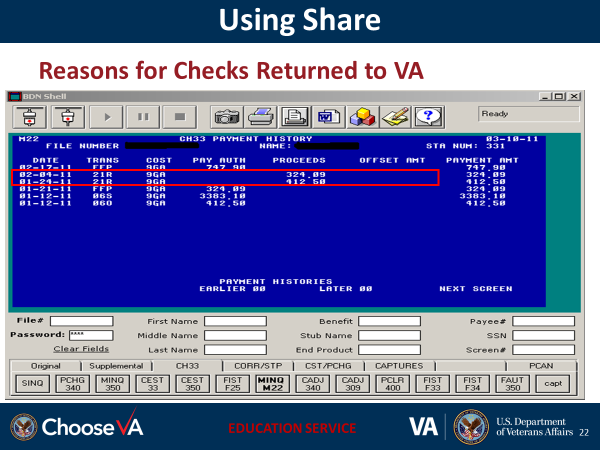 Using Share
Reasons for Checks Returned to VA
BDN Shell
Ready
M22 CH33 PAYMENT HISTORY 03-10-11
FILE NUMBER NAME: STA NUM: 331
DATE TRANS COST PAY AUTH PROCEEDS OFFSET AMT PAYMENT AMT
02-17-11 FFP 9GA 747.90 747.90
02-04-11 21R 9GA 324.09 324.09
01-24-11 21R 9GA 412.50 412.50
01-21-11 FFP 9GA 324.09 324.09
01-12-11 06S 9GA 3383.10 3383.10
01-12-11 06O 9GA 412.50 412.50
PAYMENT HISTORIES
EARLIER 00 LATER 00 NEXT SCREEN
File# First Name Benefit Payee#
Password: **** Middle Name Stub Name SSN
Clear Fields Last Name End Product Screen#
Original Supplemental CH33 CORR/STP CST/PCHG CAPTURES PCAN
SINQ PCHG 340 MINQ 350 CEST 33 CEST 350 FIST F25 MINQ M22 CADJ 340 CADJ 309 PCLR 400 FIST F33 FIST F34 FAUT 350 capt
Choose VA EDUCATION SERVICE VA U.S. Department of Veterans Affairs 22